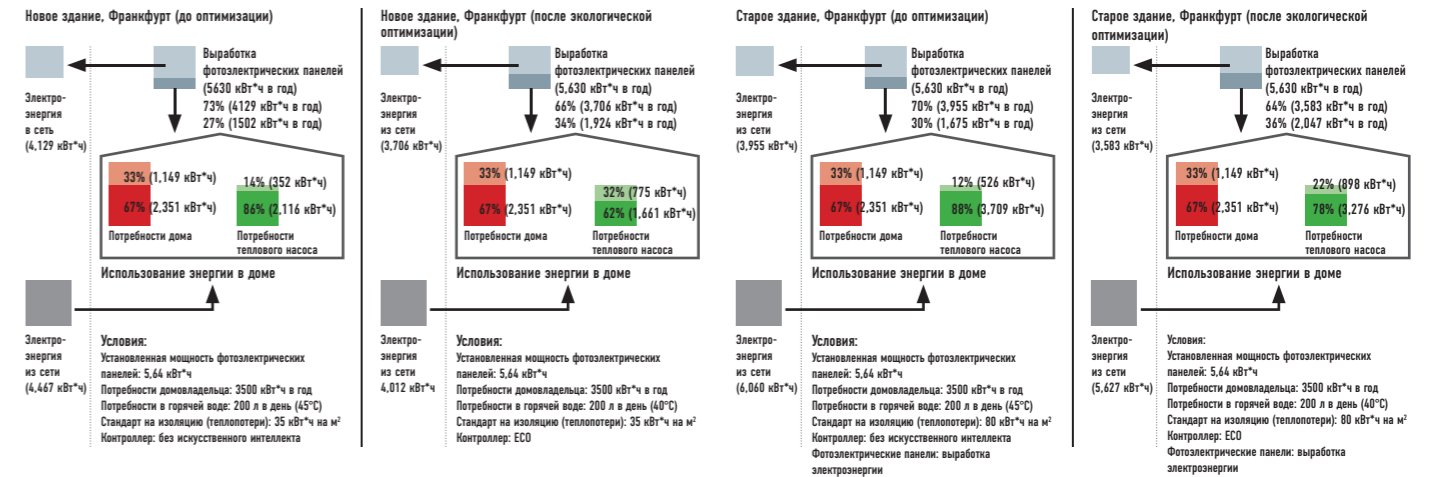 Новое здание, Франкфурт (до оптимизации)
Выработка
фотоэлектрических панелей
(5630 кВт*ч в год)
73% (4129 кВт*ч в год)
27% (1502 кВт*ч в год)
Электро-
энергия
в сеть
(4,129 кВт*ч)
33% (1,149 кВт*ч)
67% (2,351 кВт*ч)
Потребности дома
14% (352 кВт*ч)
86% (2,116 кВт*ч)
Потребности
теплового насоса
Использование энергии в доме
Электро-
энергия
из сети
(4,467 кВт*ч)
Условия:
Установленная мощность фотоэлектрических
панелей: 5,64 кВт*ч
Потребности домовладельца: 3500 кВт*ч в год
Потребности в горячей воде: 200 л в день (45°C)
Стандарт на изоляцию (теплопотери): 35 кВт*ч на м²
Контроллер: без искусственного интеллекта
Новое здание, Франкфурт (после экологической
оптимизации)
Выработка
фотоэлектрических панелей
(5,630 кВт*ч в год)
66% (3,706 кВт*ч в год)
34% (1,924 кВт*ч в год)
Электро-
энергия
из сети
(3,706 кВт*ч)
33% (1,149 кВт*ч)
67% (2,351 кВт*ч)
Потребности дома
32% (775 кВт*ч)
62% (1,661 кВт*ч)
Потребности
теплового насоса
Использование энергии в доме
Электро-
энергия
из сети
4,012 кВт*ч
Условия:
Установленная мощность фотоэлектрических
панелей: 5,64 кВт*ч
Потребности домовладельца: 3500 кВт*ч в год
Потребности в горячей воде: 200 л в день (40°C)
Стандарт на изоляцию (теплопотери): 35 кВт*ч на м²
Контроллер: ECO
Старое здание, Франкфурт (до оптимизации)
Выработка
фотоэлектрических панелей
(5,630 кВт*ч в год)
70% (3,955 кВт*ч в год)
30% (1,675 кВт*ч в год)
Электро-
энергия
из сети
(3,955 кВт*ч)
33% (1,149 кВт*ч)
67% (2,351 кВт*ч)
Потребности дома
12% (526 кВт*ч)
88% (3,709 кВт*ч)
Потребности
теплового насоса
Использование энергии в доме
Электро-
энергия
из сети
(6,060 кВт*ч)
Условия:
Установленная мощность фотоэлектрических
панелей: 5,64 кВт*ч
Потребности домовладельца: 3500 кВт*ч в год
Потребности в горячей воде: 200 л в день (45°C)
Стандарт на изоляцию (теплопотери): 80 кВт*ч на м²
Контроллер: без искусственного интеллекта
Фотоэлектрические панели: выработка
электроэнергии
Старое здание, Франкфурт (после экологической
оптимизации)
Выработка
фотоэлектрических панелей
(5,630 кВт*ч в год)
64% (3,583 кВт*ч в год)
36% (2,047 кВт*ч в год)
Электро-
энергия
из сети
(3,583 кВт*ч)
33% (1,149 кВт*ч)
67% (2,351 кВт*ч)
Потребности дома
22% (898 кВт*ч)
78% (3,276 кВт*ч)
Потребности
теплового насоса
Использование энергии в доме
Электро-
энергия
из сети
(5,627 кВт*ч)
Условия:
Установленная мощность фотоэлектрических
панелей: 5,64 кВт*ч
Потребности домовладельца: 3500 кВт*ч в год
Потребности в горячей воде: 200 л в день (40°C)
Стандарт на изоляцию (теплопотери): 80 кВт*ч на м²
Контроллер: ECO
Фотоэлектрические панели: выработка
электроэнергии